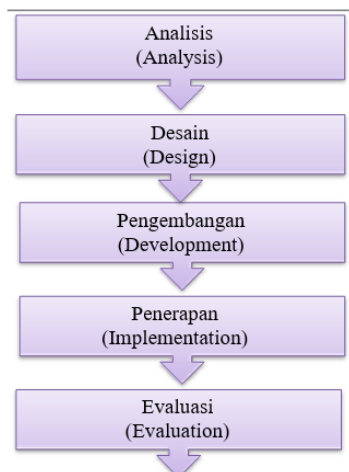 Analisis
(Analysis)
Desain
(Design)
Pengembangan
(Development)
Penerapan
(Implementation)
Evaluasi
(Evaluation)